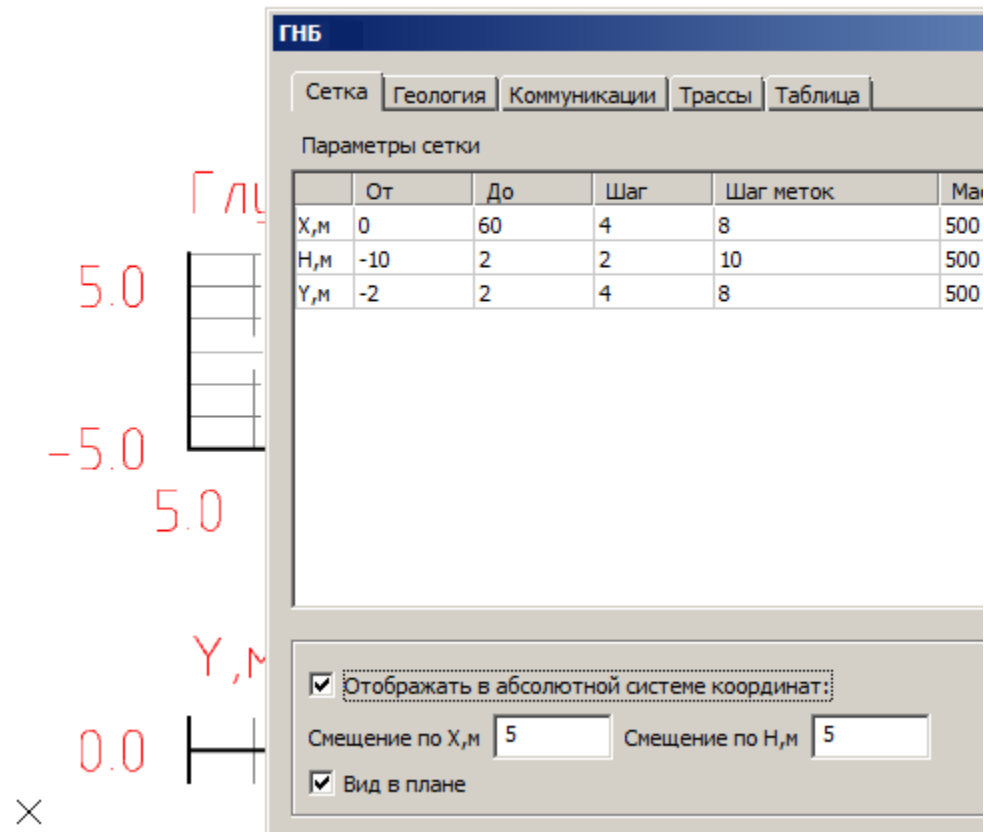 ГНБ
Сетка Геология Коммуникации Трассы Таблица
Параметры сетки
От До Шаг Шаг меток
X,м 0 60 4 8 500
H,м -10 2 2 10 500
Y,м -2 2 4 8 500
5.0
-5.0
5.0
Y,м
0.0
Отображать в абсолютной системе координат:
Смещение по X,м 5 Смещение по H,м 5
Вид в плане